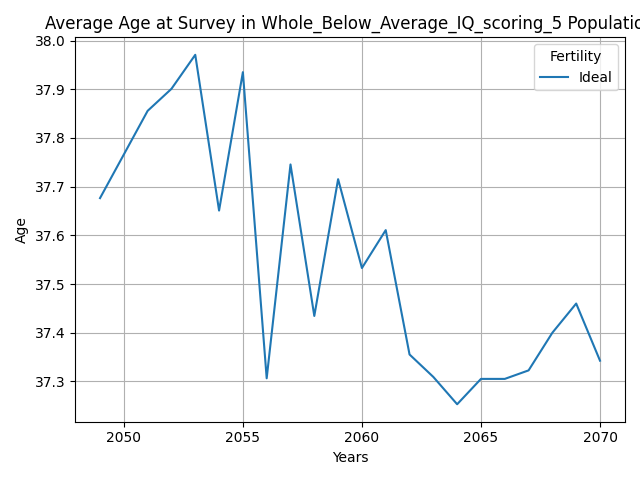 Average Age at Survey in Whole_Below_Average_IQ_scoring_5 Populatio
38.0
37.9
37.8
37.7
37.6
37.5
37.4
37.3
Age
Fertility
Ideal
2050 2055 2060 2065 2070
Years